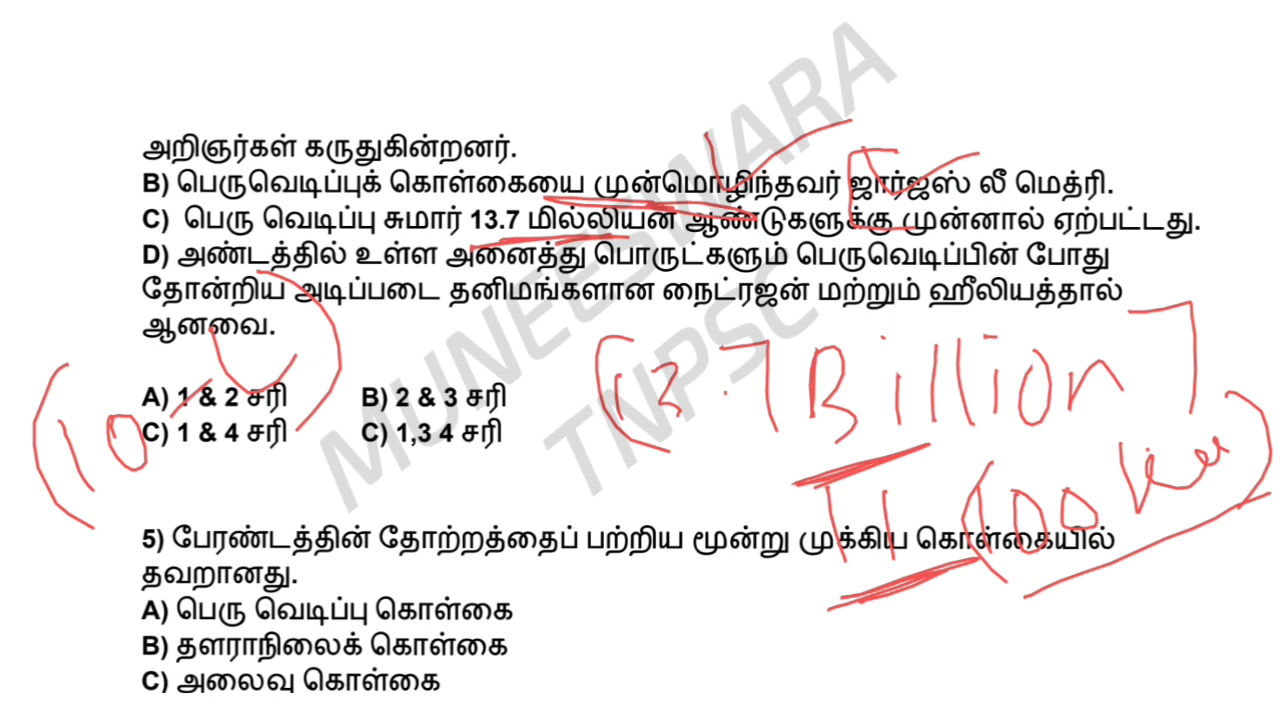 அறிஞர்கள் கருதுகின்றனர்.
B) பெருவெடிப்புக் கொள்கையை முன்மொழிந்தவர் ஜார்ஜஸ் லீ மெத்ரி.
C) பெரு வெடிப்பு சுமார் 13.7 மில்லியன் ஆண்டுகளுக்கு முன்னால் ஏற்பட்டது.
D) அண்டத்தில் உள்ள அனைத்து பொருட்களும் பெருவெடிப்பின் போது
தோன்றிய அடிப்படை தனிமங்களான நைட்ரஜன் மற்றும் ஹீலியத்தால்
ஆனவை.
MUNEESWARA
TNPSC
(13.7 Billion]
A) 1 & 2 சரி B) 2 & 3 சரி
C) 1 & 4 சரி C) 1,3 4 சரி
(10
(100
5) பேரண்டத்தின் தோற்றத்தைப் பற்றிய மூன்று முக்கிய கொள்கையில்
தவறானது.
A) பெரு வெடிப்பு கொள்கை
B) தளராநிலைக் கொள்கை
C) அலைவு கொள்கை